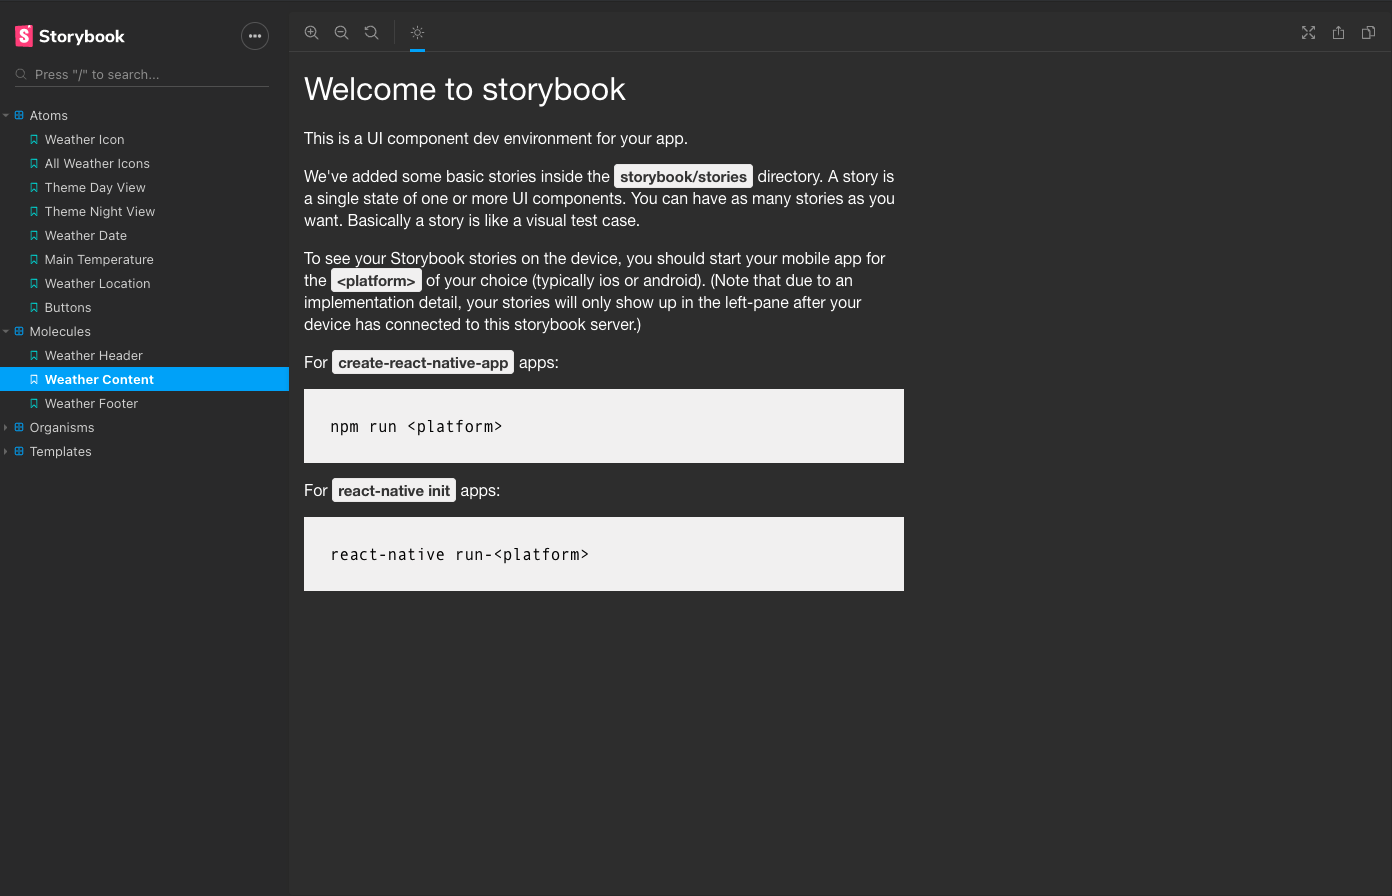 Storybook
Press "/" to search...
Atoms
Weather Icon
All Weather Icons
Theme Day View
Theme Night View
Weather Date
Main Temperature
Weather Location
Buttons
Molecules
Weather Header
Weather Content
Weather Footer
Organisms
Templates
Welcome to storybook
This is a UI component dev environment for your app.
We've added some basic stories inside the storybook/stories directory. A story is
a single state of one or more UI components. You can have as many stories as you
want. Basically a story is like a visual test case.
To see your Storybook stories on the device, you should start your mobile app for
the <platform> of your choice (typically ios or android). (Note that due to an
implementation detail, your stories will only show up in the left-pane after your
device has connected to this storybook server.)
For create-react-native-app apps:
npm run <platform>
For react-native init apps:
react-native run-<platform>